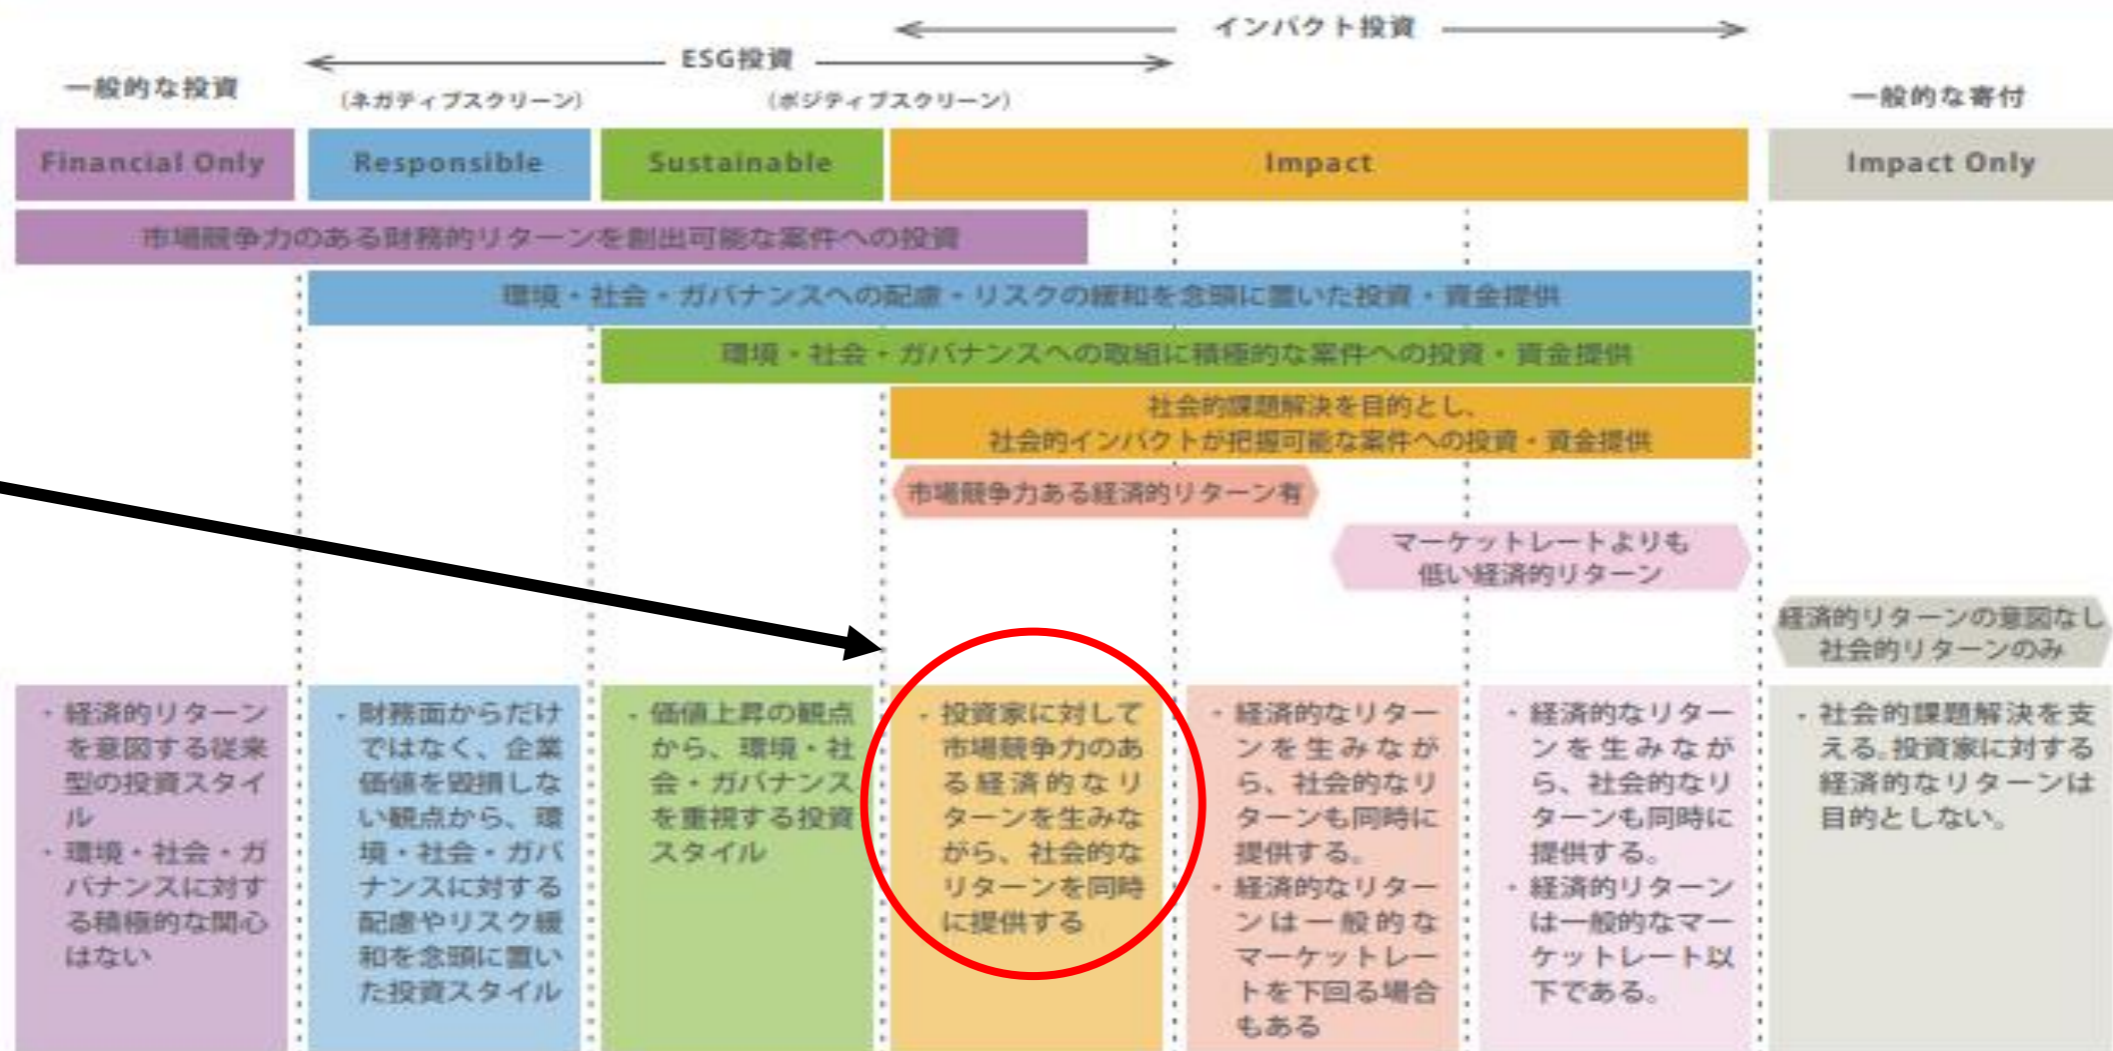 インパクト投資
ESG投資
一般的な投資
(ネガティブスクリーン)
(ポジティブスクリーン)
一般的な寄付
Financial Only
Responsible
Sustainable
Impact
Impact Only
市場競争力のある財務的リターンを創出可能な案件への投資
環境・社会・ガバナンスへの配慮・リスクの緩和を念頭に置いた投資・資金提供
環境・社会・ガバナンスへの取組に積極的な案件への投資・資金提供
社会的課題解決を目的とし、
社会的インパクトが把握可能な案件への投資・資金提供
市場競争力ある経済的リターン有
マーケットレートよりも
低い経済的リターン
経済的リターンの意図なし
社会的リターンのみ
・経済的リターン
を意図する従来
型の投資スタイ
ル
・環境・社会・ガ
バナンスに対す
る積極的な関心
はない
・財務面からだけ
ではなく、企業
価値を毀損しな
い観点から、環
境・社会・ガバ
ナンスに対する
配慮やリスク緩
和を念頭に置い
た投資スタイル
・価値上昇の観点
から、環境・社
会・ガバナンス
を重視する投資
スタイル
・投資家に対して
市場競争力のあ
る経済的なリ
ターンを生みな
がら、社会的な
リターンを同時
に提供する
・経済的なリター
ンを生みなが
ら、社会的なリ
ターンも同時に
提供する。
・経済的なリター
ンは一般的な
マーケットレー
トを下回る場合
もある
・経済的なリター
ンを生みなが
ら、社会的なリ
ターンも同時に
提供する。
・経済的リターン
は一般的なマー
ケットレート以
下である。
・社会的課題解決を支
える。投資家に対する
経済的なリターンは
目的としない。